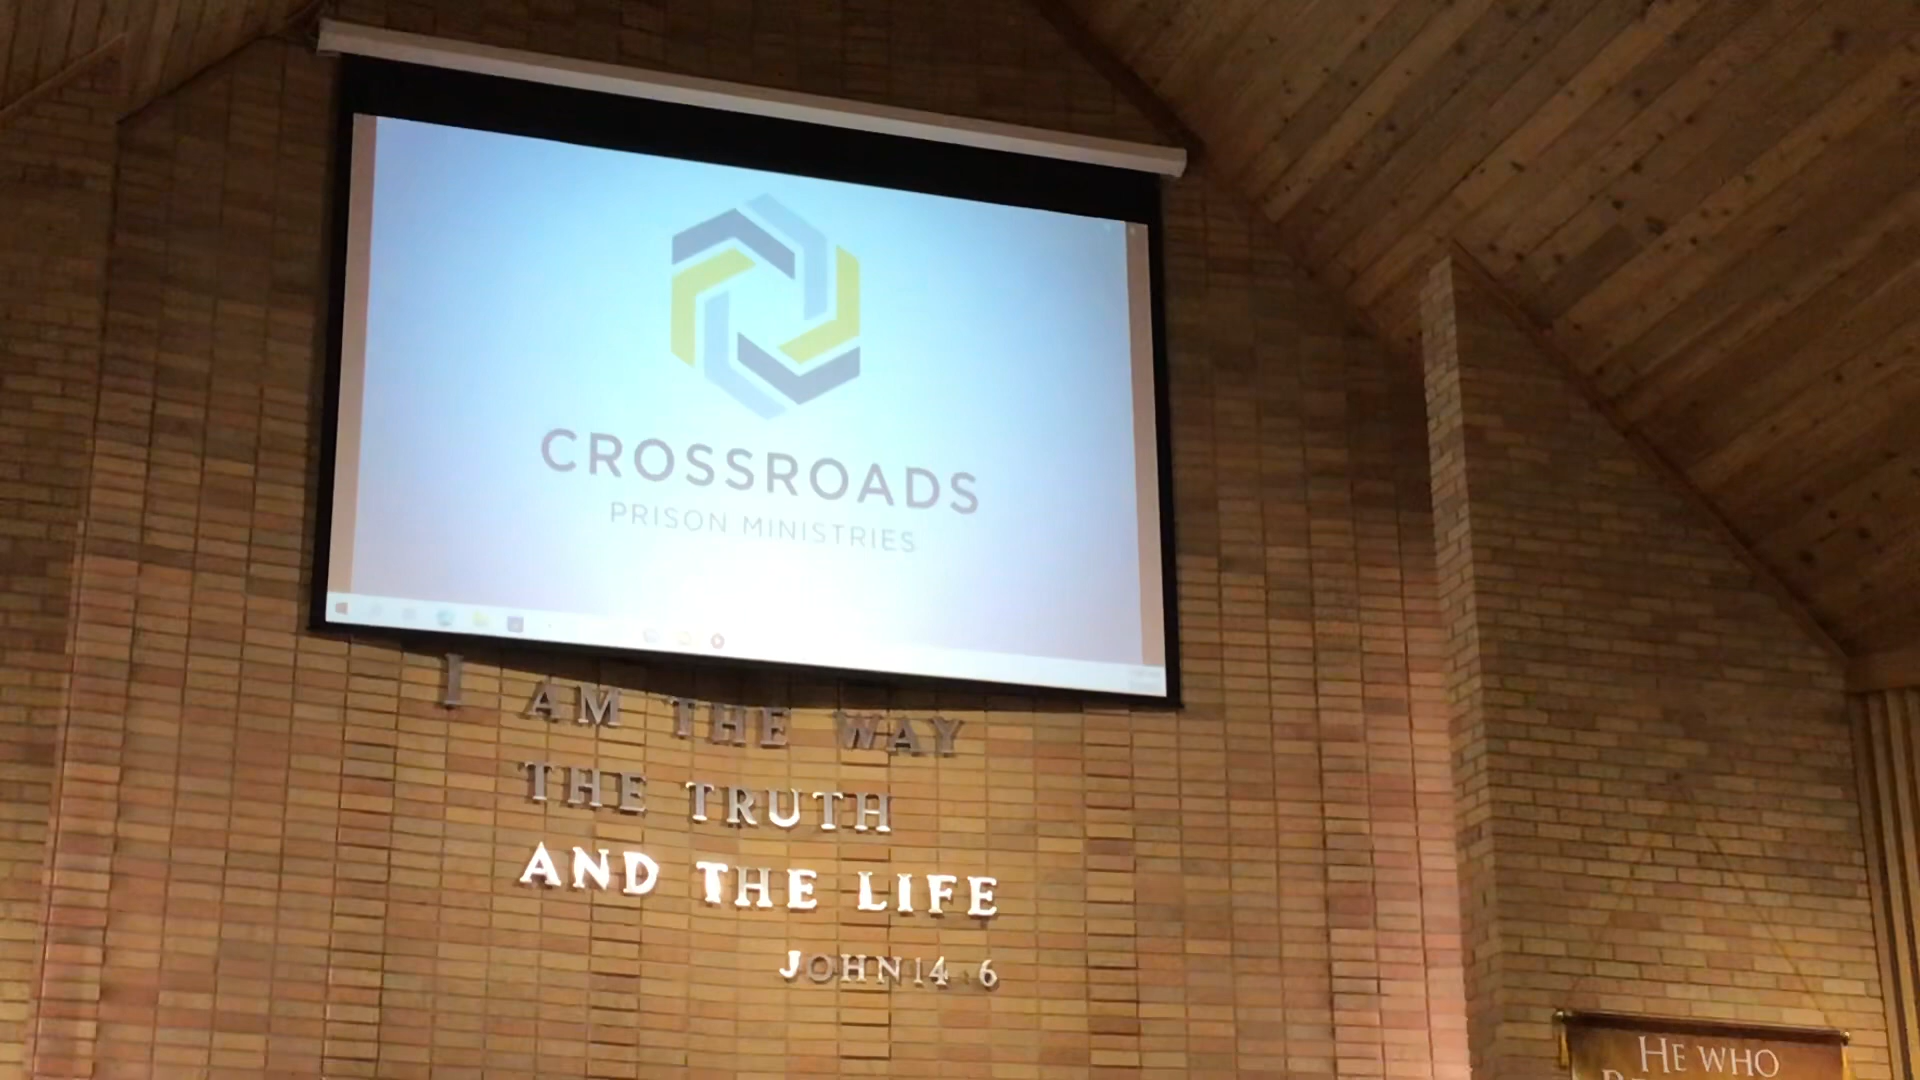 CROSSROADS
PRISON MINISTRIES
I AM THE WAY
THE TRUTH
AND THE LIFE
JOHN 14 : 6
HE WHO